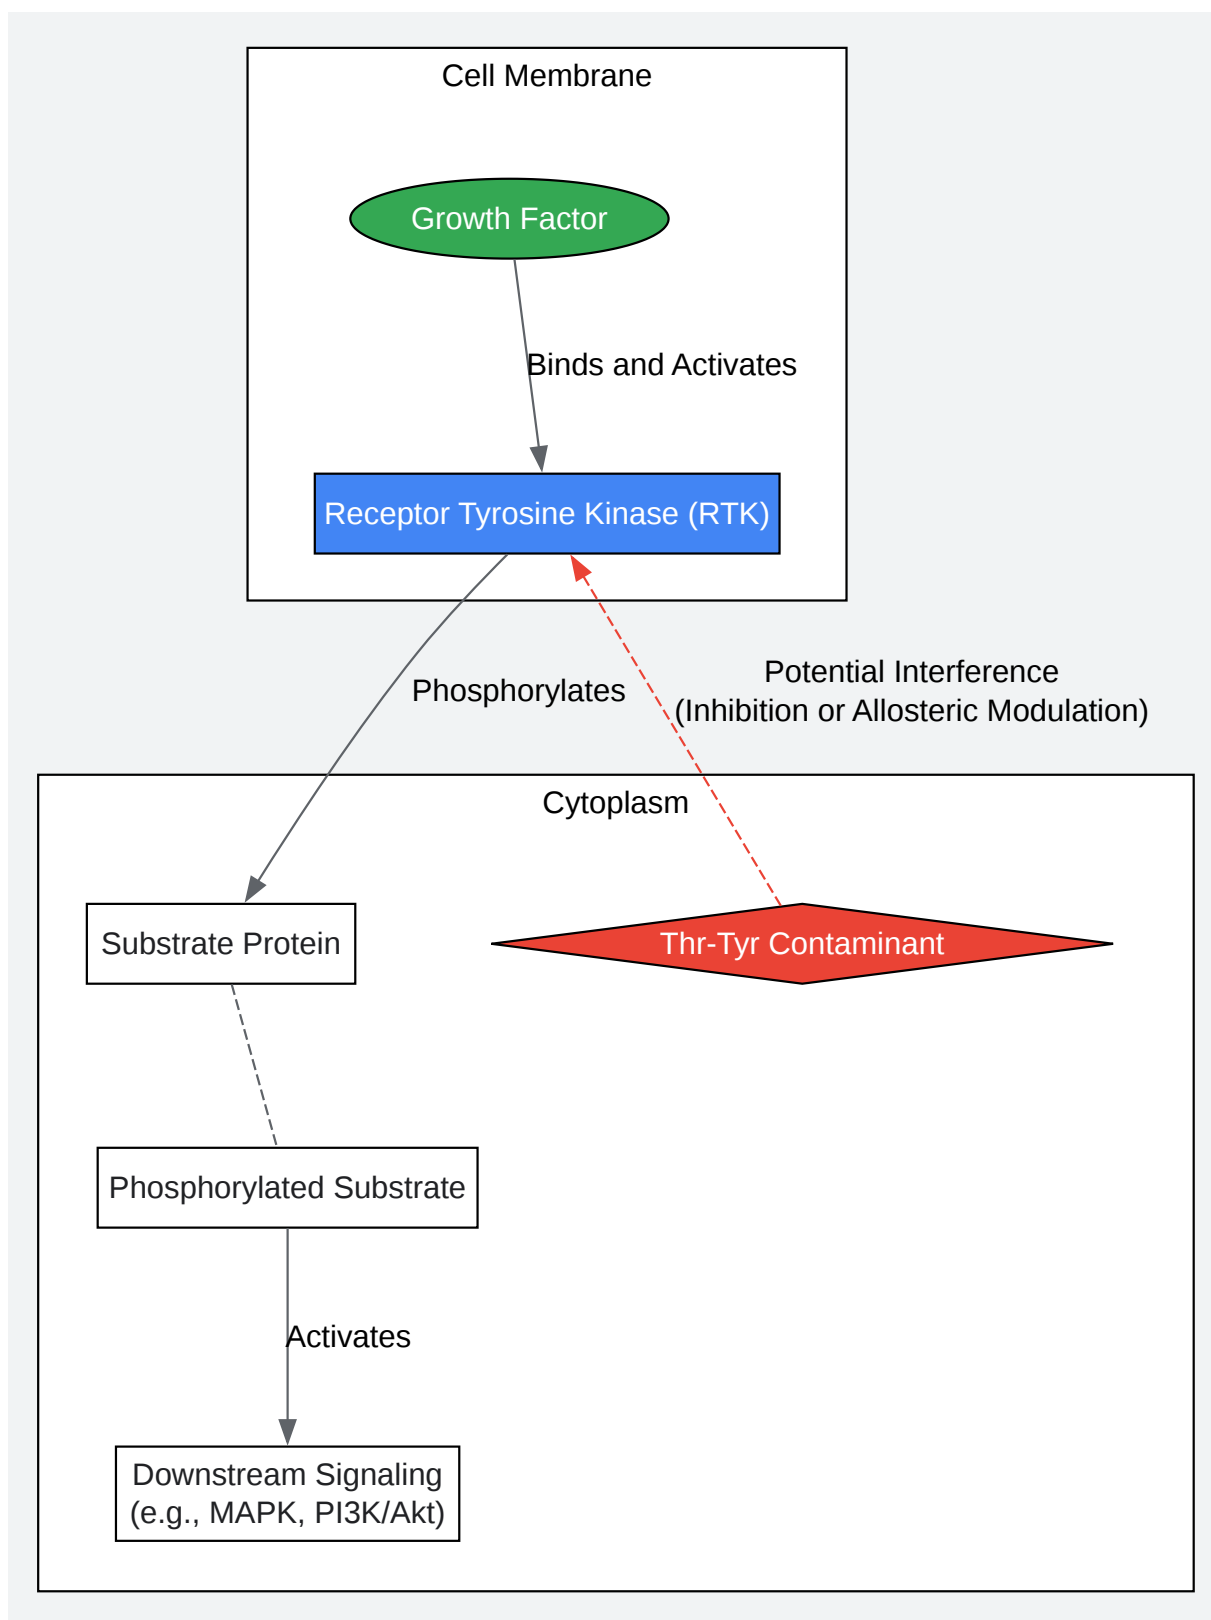 Cell Membrane
Growth Factor
Binds and Activates
Receptor Tyrosine Kinase (RTK)
Phosphorylates
Potential Interference
(Inhibition or Allosteric Modulation)
Cytoplasm
Substrate Protein
Thr-Tyr Contaminant
Phosphorylated Substrate
Activates
Downstream Signaling
(e.g., MAPK, PI3K/Akt)